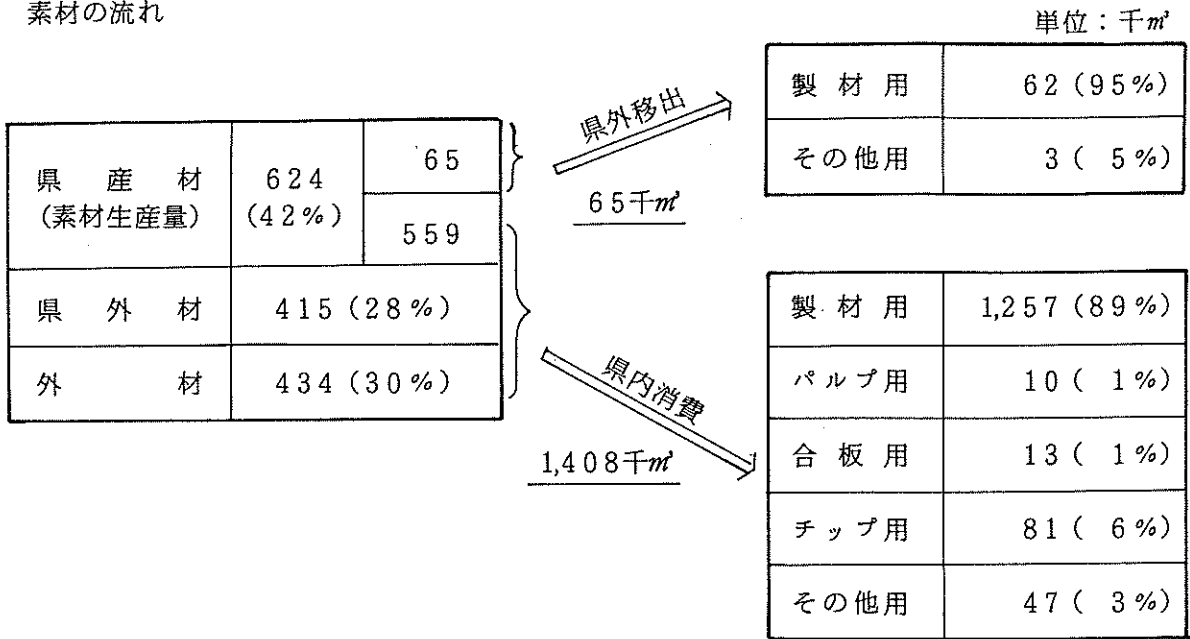 素材の流れ
単位：千㎥
県産材
(素材生産量)
624
(42%)
65
559
県外材 415(28%)
外材 434(30%)
県外移出
65千㎥
製材用 62(95%)
その他用 3( 5%)
県内消費
1,408千㎥
製材用 1,257(89%)
パルプ用 10( 1%)
合板用 13( 1%)
チップ用 81( 6%)
その他用 47( 3%)